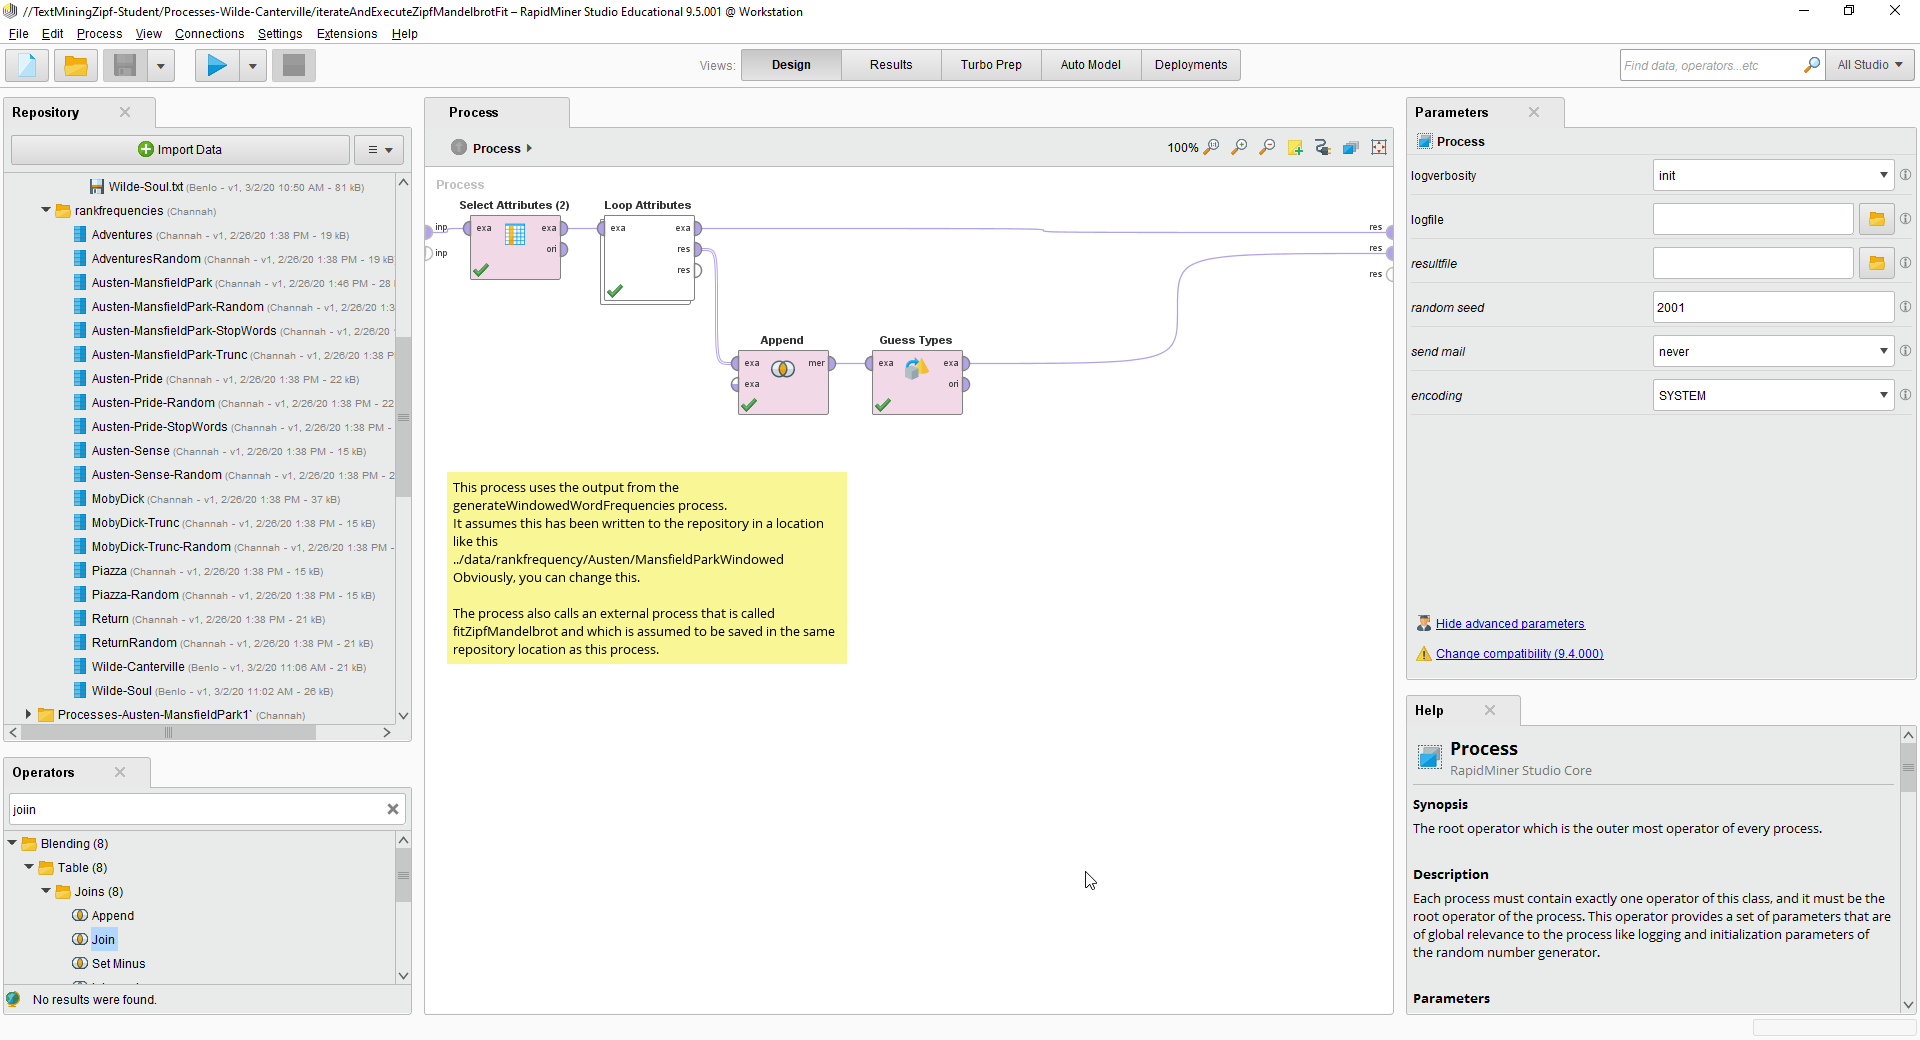 //TextMiningZipf-Student/Processes-Wilde-Canterville/iterateAndExecuteZipfMandelbrotFit – RapidMiner Studio Educational 9.5.001 @ Workstation
File Edit Process View Connections Settings Extensions Help
Views: Design Results Turbo Prep Auto Model Deployments
Find data, operators...etc
All Studio
Repository
Import Data
Wilde-Soul.txt (Benlo - v1, 3/2/20 10:50 AM - 81 kB)
rankfrequencies (Channah)
Adventures (Channah - v1, 2/26/20 1:38 PM - 19 kB)
AdventuresRandom (Channah - v1, 2/26/20 1:38 PM - 19 kB
Austen-MansfieldPark (Channah - v1, 2/26/20 1:46 PM - 28
Austen-MansfieldPark-Random (Channah - v1, 2/26/20 1:3
Austen-MansfieldPark-StopWords (Channah - v1, 2/26/20
Austen-MansfieldPark-Trunc (Channah - v1, 2/26/20 1:38 P
Austen-Pride (Channah - v1, 2/26/20 1:38 PM - 22 kB)
Austen-Pride-Random (Channah - v1, 2/26/20 1:38 PM - 22
Austen-Pride-StopWords (Channah - v1, 2/26/20 1:38 PM -
Austen-Sense (Channah - v1, 2/26/20 1:38 PM - 15 kB)
Austen-Sense-Random (Channah - v1, 2/26/20 1:38 PM - 2
MobyDick (Channah - v1, 2/26/20 1:38 PM - 37 kB)
MobyDick-Trunc (Channah - v1, 2/26/20 1:38 PM - 15 kB)
MobyDick-Trunc-Random (Channah - v1, 2/26/20 1:38 PM -
Piazza (Channah - v1, 2/26/20 1:38 PM - 15 kB)
Piazza-Random (Channah - v1, 2/26/20 1:38 PM - 15 kB)
Return (Channah - v1, 2/26/20 1:38 PM - 21 kB)
ReturnRandom (Channah - v1, 2/26/20 1:38 PM - 21 kB)
Wilde-Canterville (Benlo - v1, 3/2/20 11:06 AM - 21 kB)
Wilde-Soul (Benlo - v1, 3/2/20 11:02 AM - 26 kB)
Processes-Austen-MansfieldPark1` (Channah)
Operators
joiin
Blending (8)
Table (8)
Joins (8)
Append
Join
Set Minus
No results were found.
Process
Process
100%
Process
Select Attributes (2)
Loop Attributes
inp
inp
exa exa
ori
exa exa
res
res
res
res
res
Append
Guess Types
exa mer
exa
exa exa
ori
This process uses the output from the
generateWindowedWordFrequencies process.
It assumes this has been written to the repository in a location
like this
../data/rankfrequency/Austen/MansfieldParkWindowed
Obviously, you can change this.
The process also calls an external process that is called
fitZipfMandelbrot and which is assumed to be saved in the same
repository location as this process.
Parameters
Process
logverbosity init
logfile
resultfile
random seed 2001
send mail never
encoding SYSTEM
Hide advanced parameters
Change compatibility (9.4.000)
Help
Process
RapidMiner Studio Core
Synopsis
The root operator which is the outer most operator of every process.
Description
Each process must contain exactly one operator of this class, and it must be the
root operator of the process. This operator provides a set of parameters that are
of global relevance to the process like logging and initialization parameters of
the random number generator.
Parameters